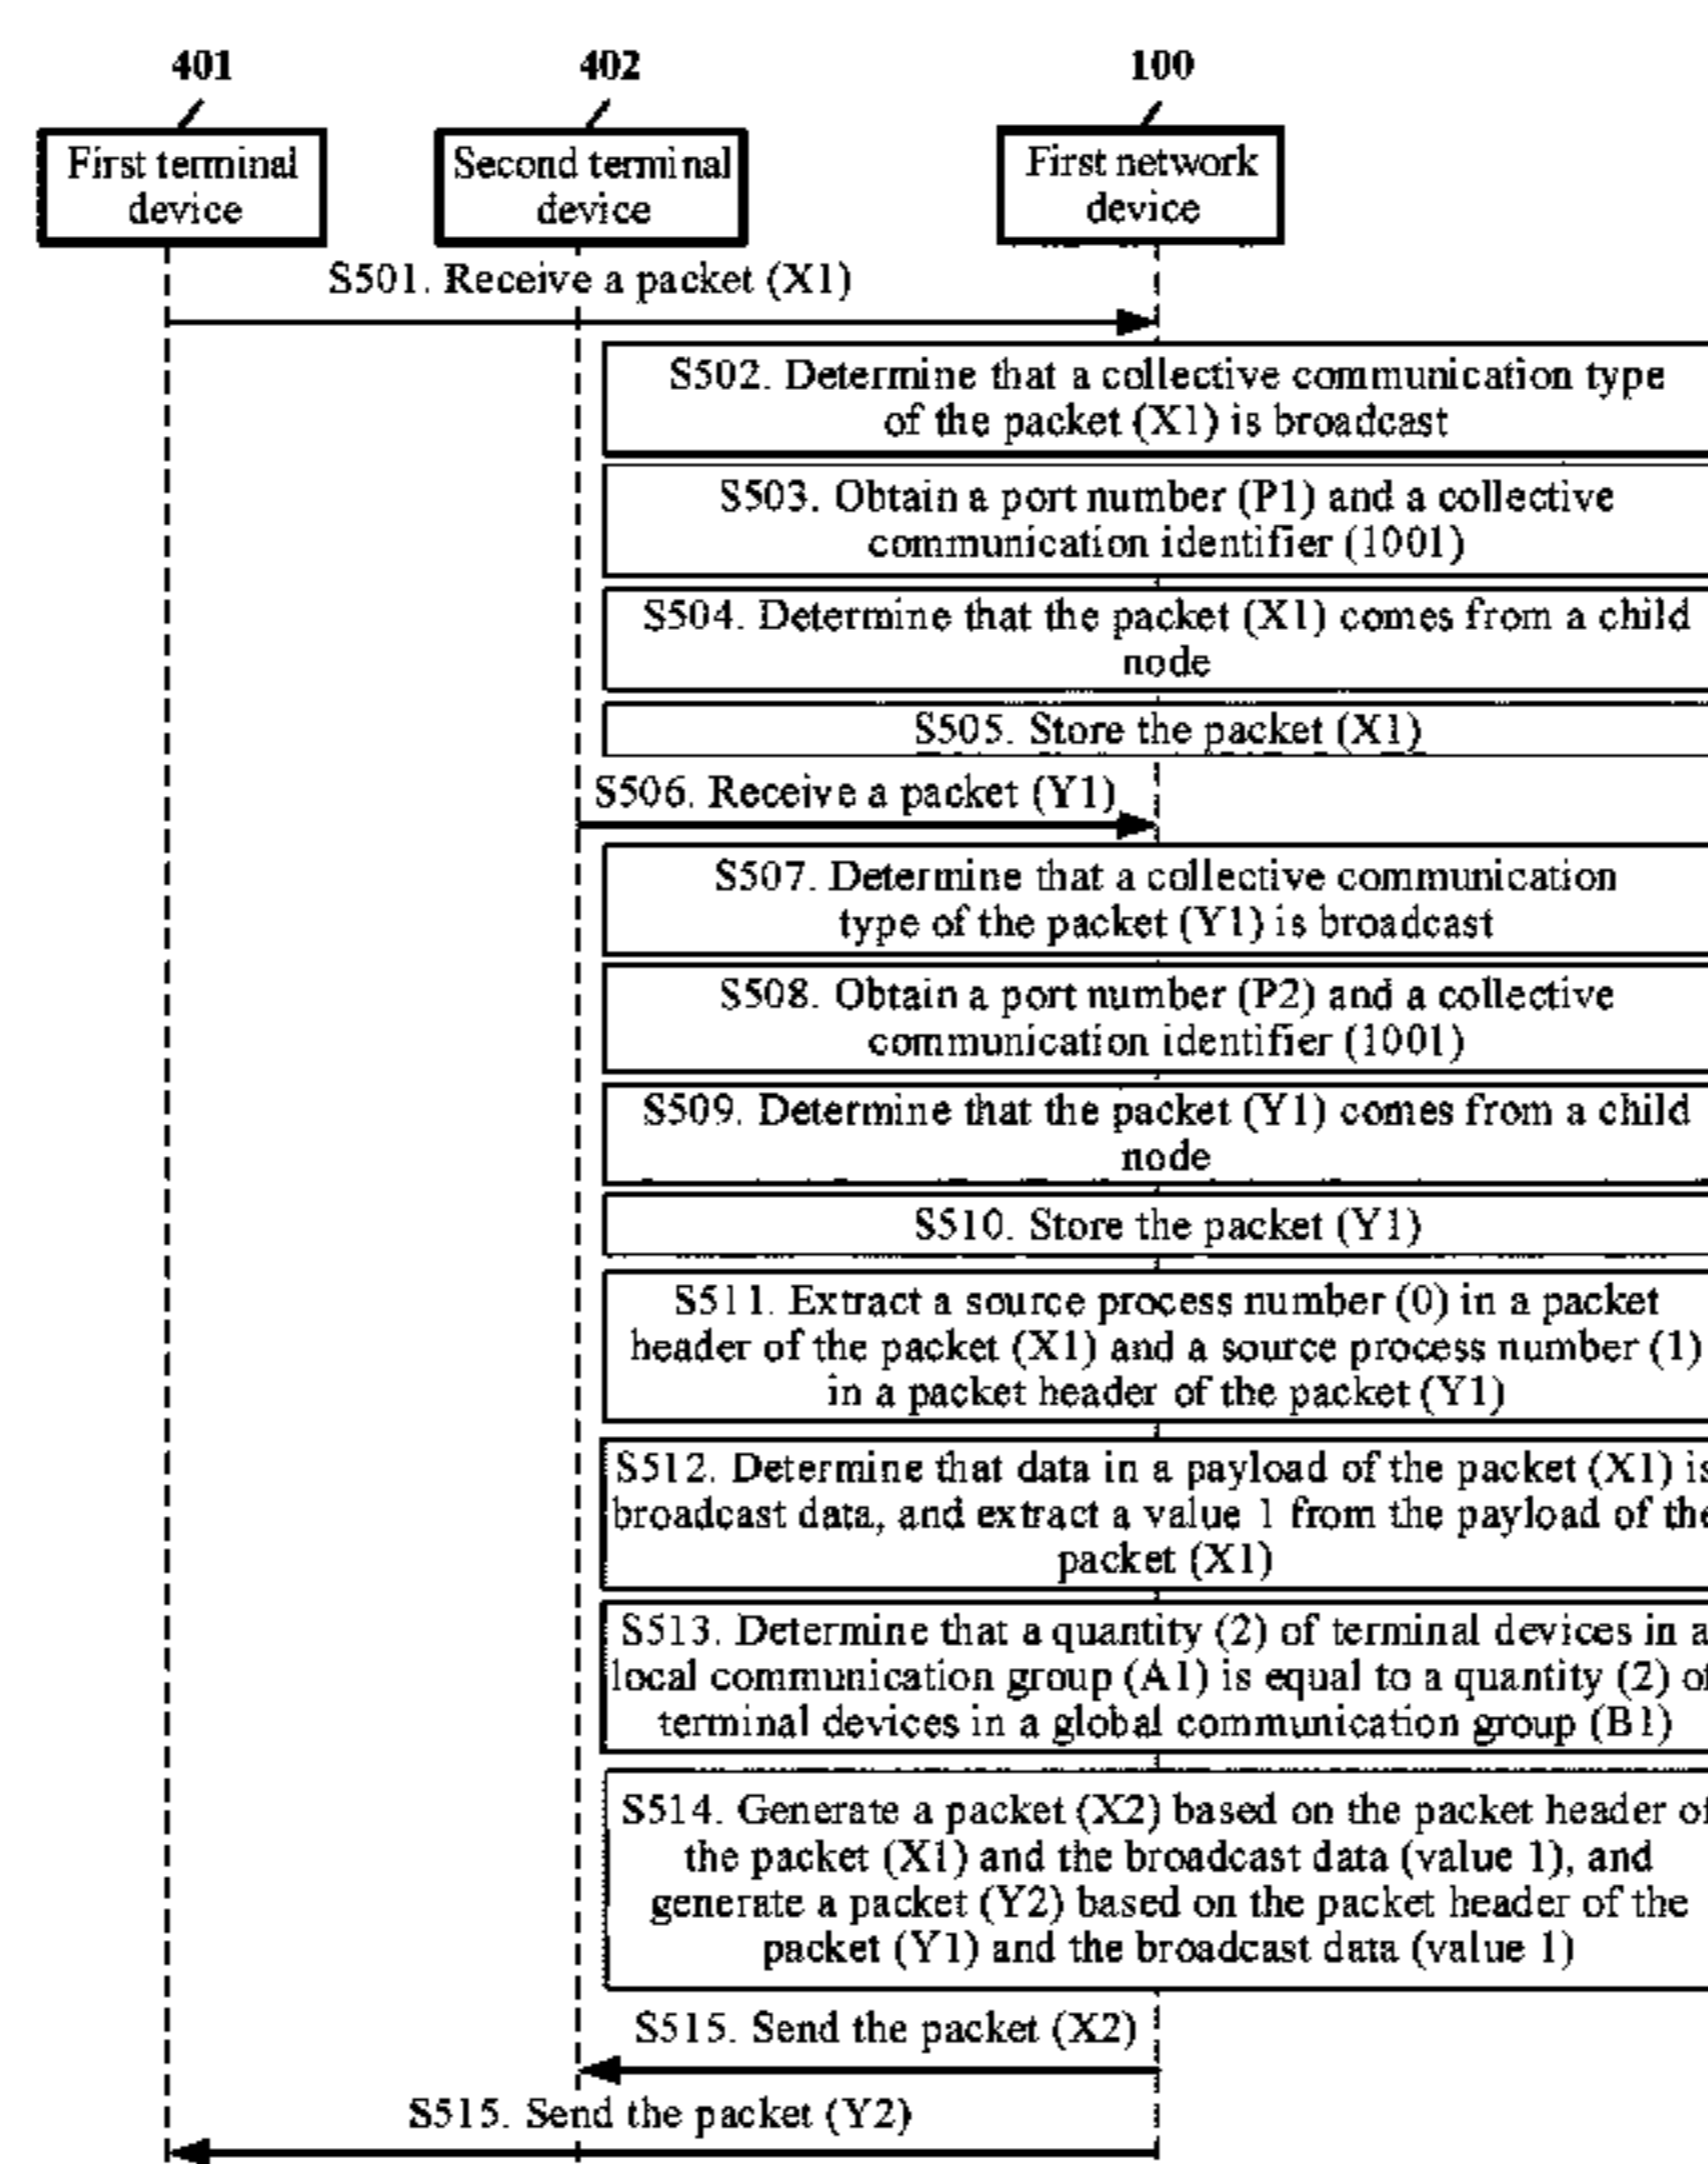 401
402
100
First terminal
device
Second terminal
device
First network
device
S501. Receive a packet (X1)
S502. Determine that a collective communication type
of the packet (X1) is broadcast
S503. Obtain a port number (P1) and a collective
communication identifier (1001)
S504. Determine that the packet (X1) comes from a child
node
S505. Store the packet (X1)
S506. Receive a packet (Y1)
S507. Determine that a collective communication
type of the packet (Y1) is broadcast
S508. Obtain a port number (P2) and a collective
communication identifier (1001)
S509. Determine that the packet (Y1) comes from a child
node
S510. Store the packet (Y1)
S511. Extract a source process number (0) in a packet
header of the packet (X1) and a source process number (1)
in a packet header of the packet (Y1)
S512. Determine that data in a payload of the packet (X1) is
broadcast data, and extract a value 1 from the payload of the
packet (X1)
S513. Determine that a quantity (2) of terminal devices in a
local communication group (A1) is equal to a quantity (2) of
terminal devices in a global communication group (B1)
S514. Generate a packet (X2) based on the packet header of
the packet (X1) and the broadcast data (value 1), and
generate a packet (Y2) based on the packet header of the
packet (Y1) and the broadcast data (value 1)
S515. Send the packet (X2)
S515. Send the packet (Y2)